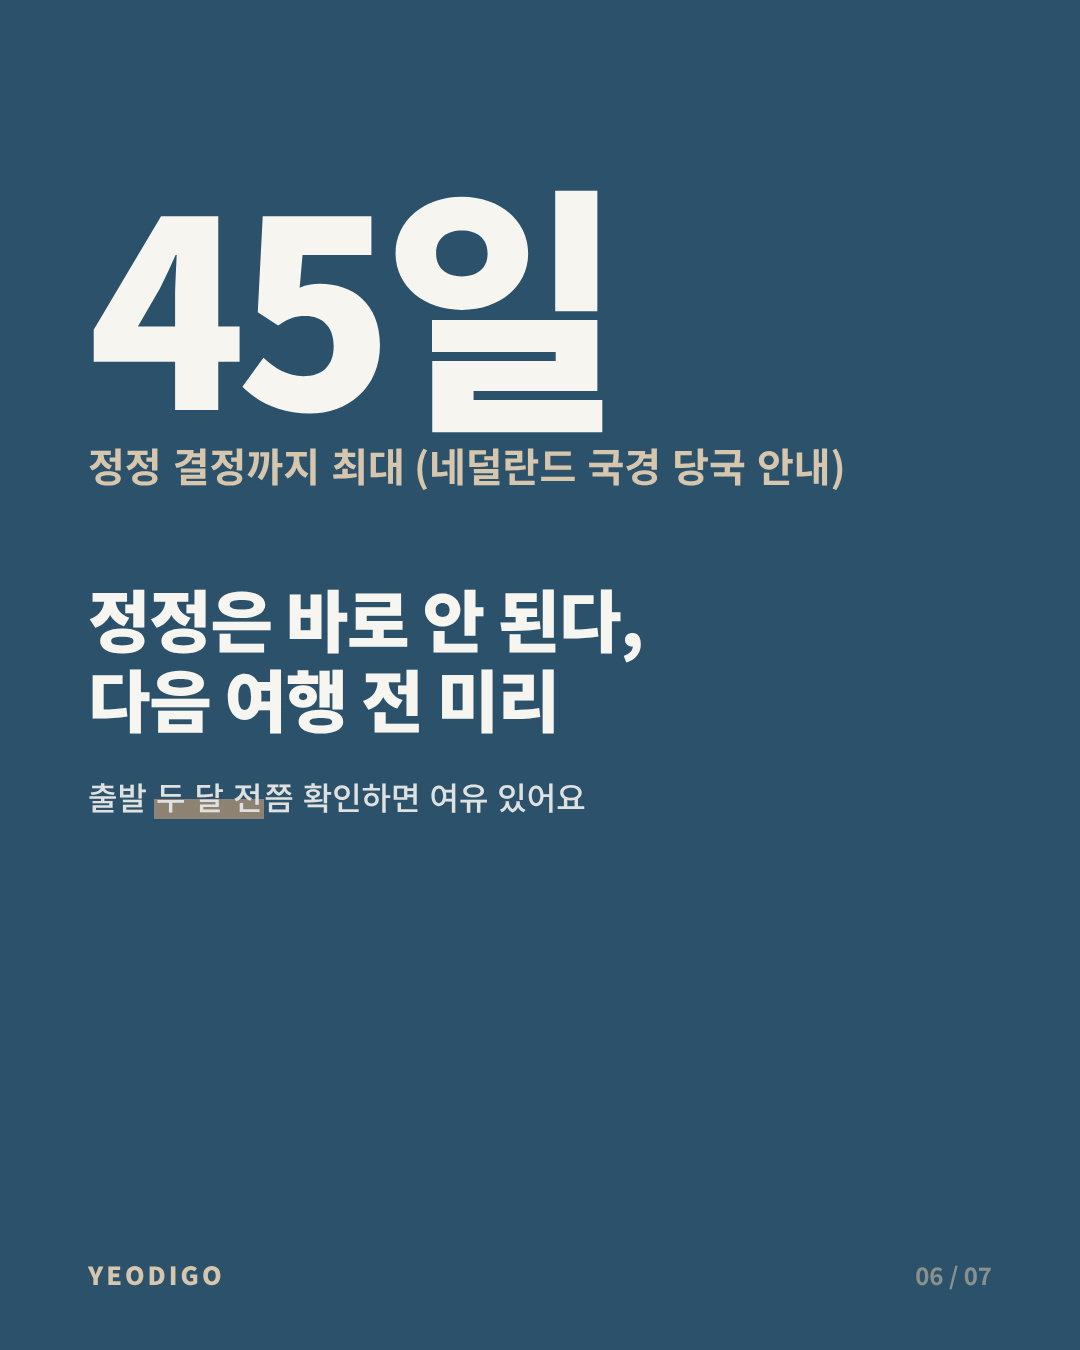 45일
정정 결정까지 최대 (네덜란드 국경 당국 안내)
정정은 바로 안 된다,
다음 여행 전 미리
출발 두 달 전쯤 확인하면 여유 있어요
YEODIGO
06 / 07